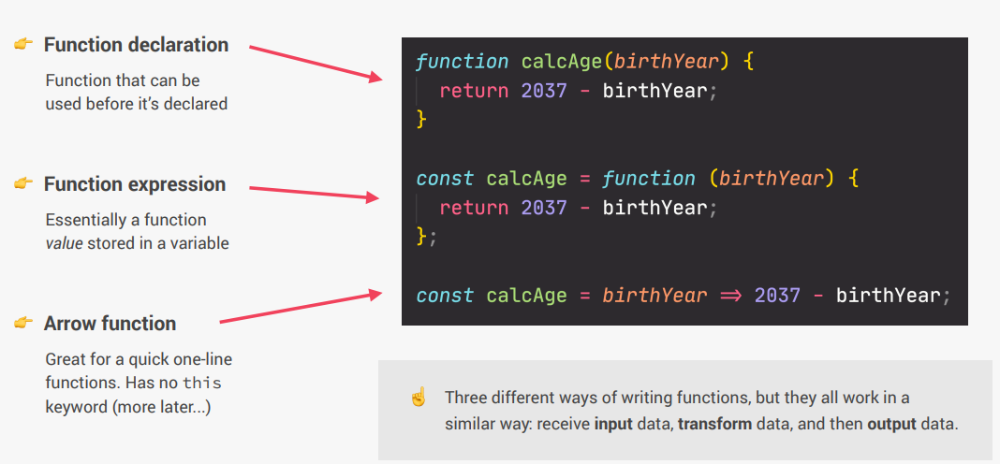 👉 Function declaration
Function that can be
used before it’s declared
👉 Function expression
Essentially a function
value stored in a variable
👉 Arrow function
Great for a quick one-line
functions. Has no this
keyword (more later...)
function calcAge(birthYear) {
  return 2037 - birthYear;
}
const calcAge = function (birthYear) {
  return 2037 - birthYear;
};
const calcAge = birthYear => 2037 - birthYear;
☝️ Three different ways of writing functions, but they all work in a
similar way: receive input data, transform data, and then output data.